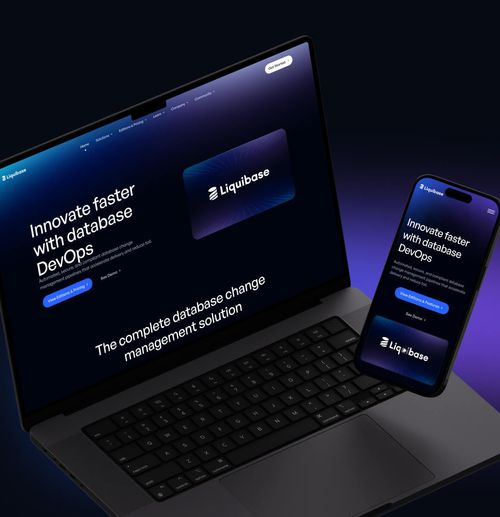 Liquibase
Home
Solutions
Editions & Pricing
Learn
Company
Community
Get Started
Innovate faster
with database
DevOps
Automated, secure, and compliant database change
management pipelines that accelerate delivery and reduce toil.
View Editions & Pricing
See Demo
Liquibase
The complete database change
management solution
Liquibase
Innovate faster
with database
DevOps
Automated, secure, and compliant database
change management pipelines that accelerate
delivery and reduce toil.
View Editions & Features
See Demo
Liquibase